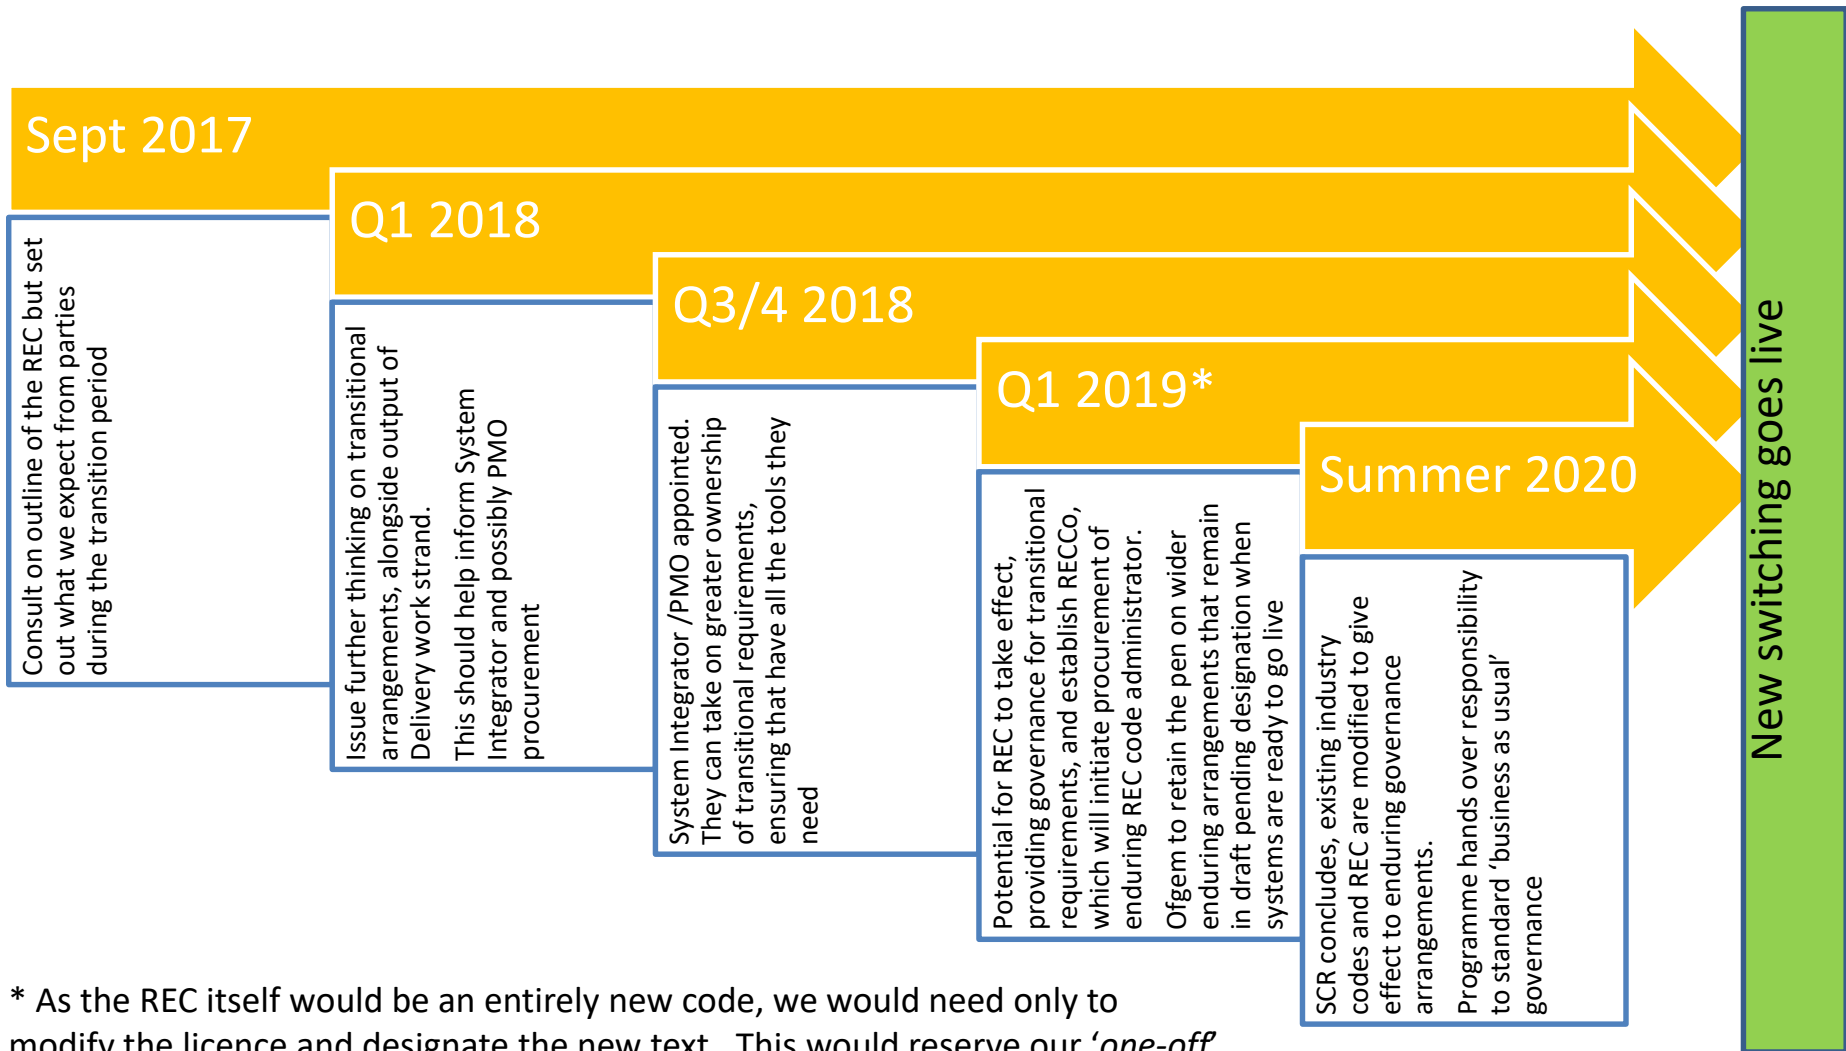 Sept 2017
Consult on outline of the REC but set
out what we expect from parties
during the transition period
Q1 2018
Issue further thinking on transitional
arrangements, alongside output of
Delivery work strand.
This should help inform System
Integrator and possibly PMO
procurement
Q3/4 2018
System Integrator /PMO appointed.
They can take on greater ownership
of transitional requirements,
ensuring that have all the tools they
need
Q1 2019*
Potential for REC to take effect,
providing governance for transitional
requirements, and establish RECCo,
which will initiate procurement of
enduring REC code administrator.
Ofgem to retain the pen on wider
enduring arrangements that remain
in draft pending designation when
systems are ready to go live
Summer 2020
SCR concludes, existing industry
codes and REC are modified to give
effect to enduring governance
arrangements.
Programme hands over responsibility
to standard ‘business as usual’
governance
New switching goes live
* As the REC itself would be an entirely new code, we would need only to
modify the licence and designate the new text. This would reserve our ‘one-off’